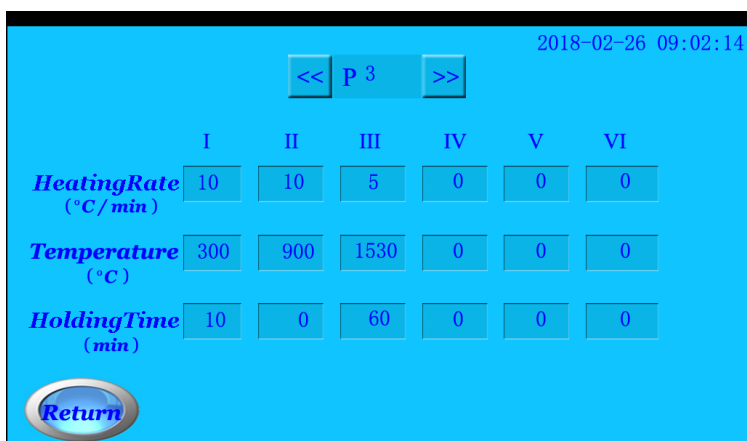 2018-02-26 09:02:14
<< P 3 >>
I II III IV V VI
HeatingRate 10 10 5 0 0 0
(°C/min)
Temperature 300 900 1530 0 0 0
(°C)
HoldingTime 10 0 60 0 0 0
(min)
Return